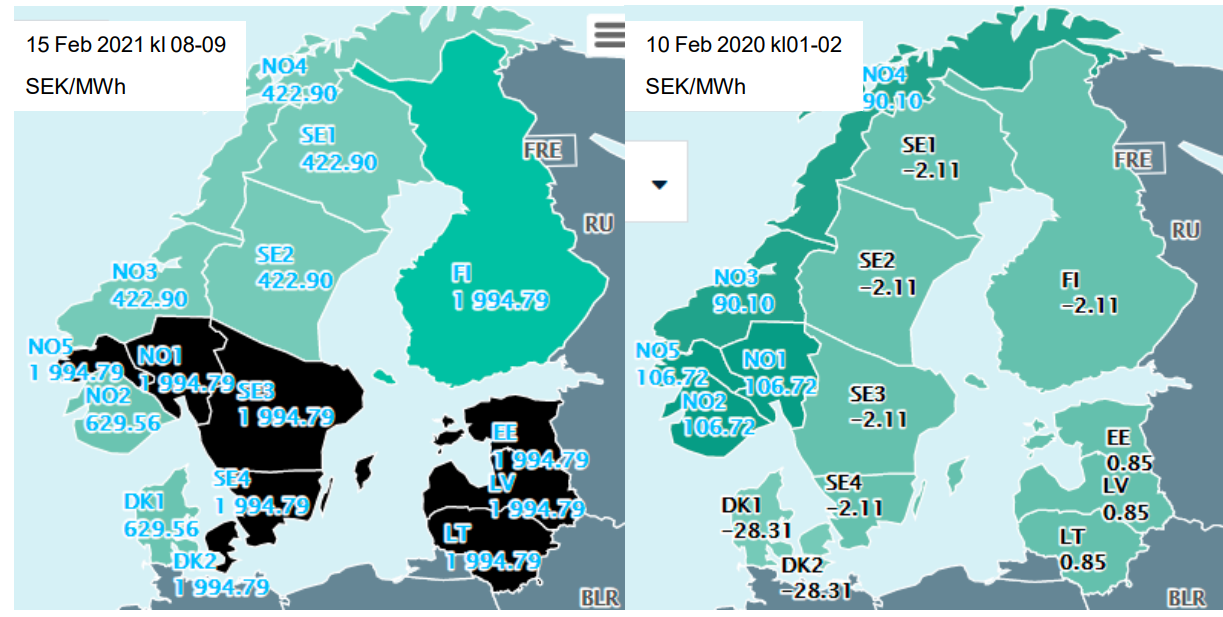 15 Feb 2021 kl 08-09
SEK/MWh
NO4
422.90
SE1
422.90
FRE
RU
SE2
422.90
FI
1 994.79
NO3
422.90
NO5
1 994.79
NO1
1 994.79
NO2
629.56
SE3
1 994.79
EE
1 994.79
SE4
1 994.79
LV
1 994.79
DK1
629.56
LT
1 994.79
DK2
1 994.79
BLR
10 Feb 2020 kl01-02
SEK/MWh
NO4
90.10
SE1
-2.11
FRE
RU
SE2
-2.11
FI
-2.11
NO3
90.10
NO5
106.72
NO1
106.72
NO2
106.72
SE3
-2.11
EE
0.85
SE4
-2.11
LV
0.85
DK1
-28.31
LT
0.85
DK2
-28.31
BLR